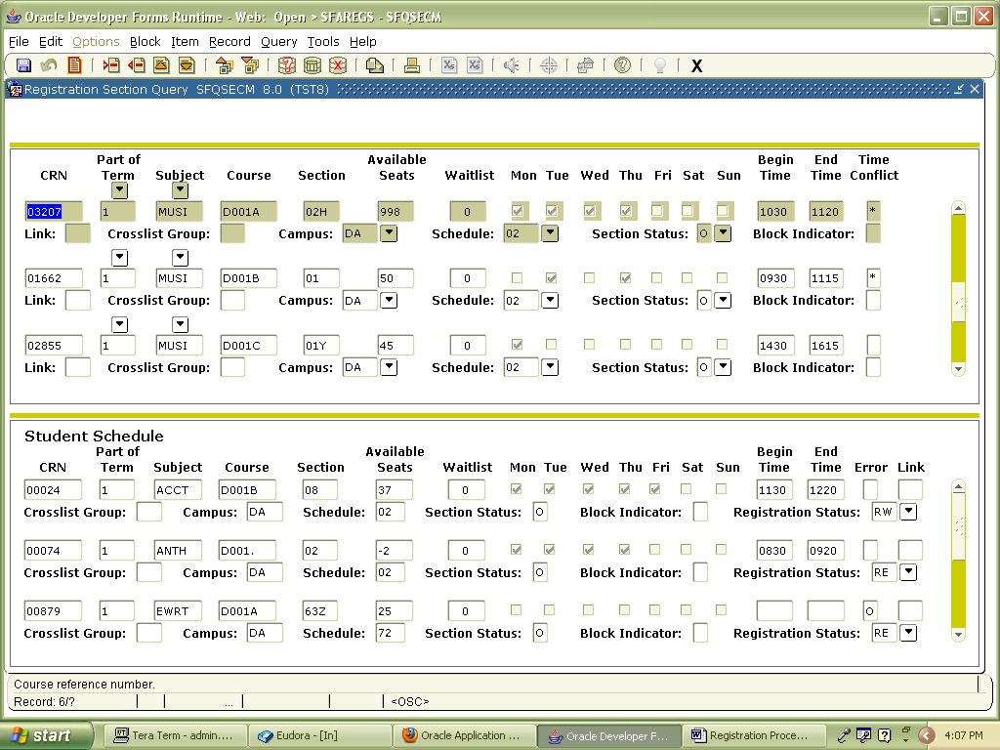 Oracle Developer Forms Runtime - Web: Open > SFAREGS - SFQSECM
File Edit Options Block Item Record Query Tools Help
X
Registration Section Query SFQSECM 8.0 (TST8)
Part of Available Begin End Time
CRN Term Subject Course Section Seats Waitlist Mon Tue Wed Thu Fri Sat Sun Time Time Conflict
03207 1 MUSI D001A 02H 998 0 1030 1120 *
Link: Crosslist Group: Campus: DA Schedule: 02 Section Status: O Block Indicator:
01662 1 MUSI D001B 01 50 0 0930 1115 *
Link: Crosslist Group: Campus: DA Schedule: 02 Section Status: O Block Indicator:
02855 1 MUSI D001C 01Y 45 0 1430 1615
Link: Crosslist Group: Campus: DA Schedule: 02 Section Status: O Block Indicator:
Student Schedule
Part of Available Begin End
CRN Term Subject Course Section Seats Waitlist Mon Tue Wed Thu Fri Sat Sun Time Time Error Link
00024 1 ACCT D001B 08 37 0 1130 1220
Crosslist Group: Campus: DA Schedule: 02 Section Status: O Block Indicator: Registration Status: RW
00074 1 ANTH D001. 02 -2 0 0830 0920
Crosslist Group: Campus: DA Schedule: 02 Section Status: O Block Indicator: Registration Status: RE
00879 1 EWRT D001A 63Z 25 0 O
Crosslist Group: Campus: DA Schedule: 72 Section Status: O Block Indicator: Registration Status: RE
Course reference number.
Record: 6/? ... <OSC>
start Tera Term - admin.... Eudora - [In] Oracle Application ... Oracle Developer F... Registration Proce... 4:07 PM